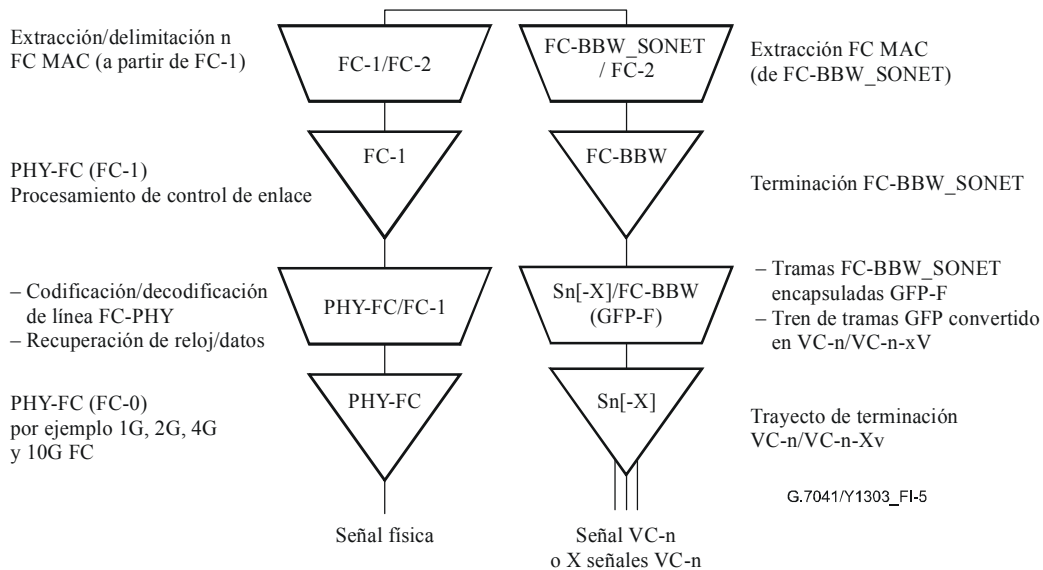 Extracción/delimitación n
FC MAC (a partir de FC-1)
FC-1/FC-2
FC-BBW_SONET
/ FC-2
Extracción FC MAC
(de FC-BBW_SONET)
PHY-FC (FC-1)
Procesamiento de control de enlace
FC-1
FC-BBW
Terminación FC-BBW_SONET
– Codificación/decodificación
de línea FC-PHY
– Recuperación de reloj/datos
PHY-FC/FC-1
Sn[-X]/FC-BBW
(GFP-F)
– Tramas FC-BBW_SONET
encapsuladas GFP-F
– Tren de tramas GFP convertido
en VC-n/VC-n-xV
PHY-FC (FC-0)
por ejemplo 1G, 2G, 4G
y 10G FC
PHY-FC
Sn[-X]
Trayecto de terminación
VC-n/VC-n-Xv
G.7041/Y1303_FI-5
Señal física
Señal VC-n
o X señales VC-n